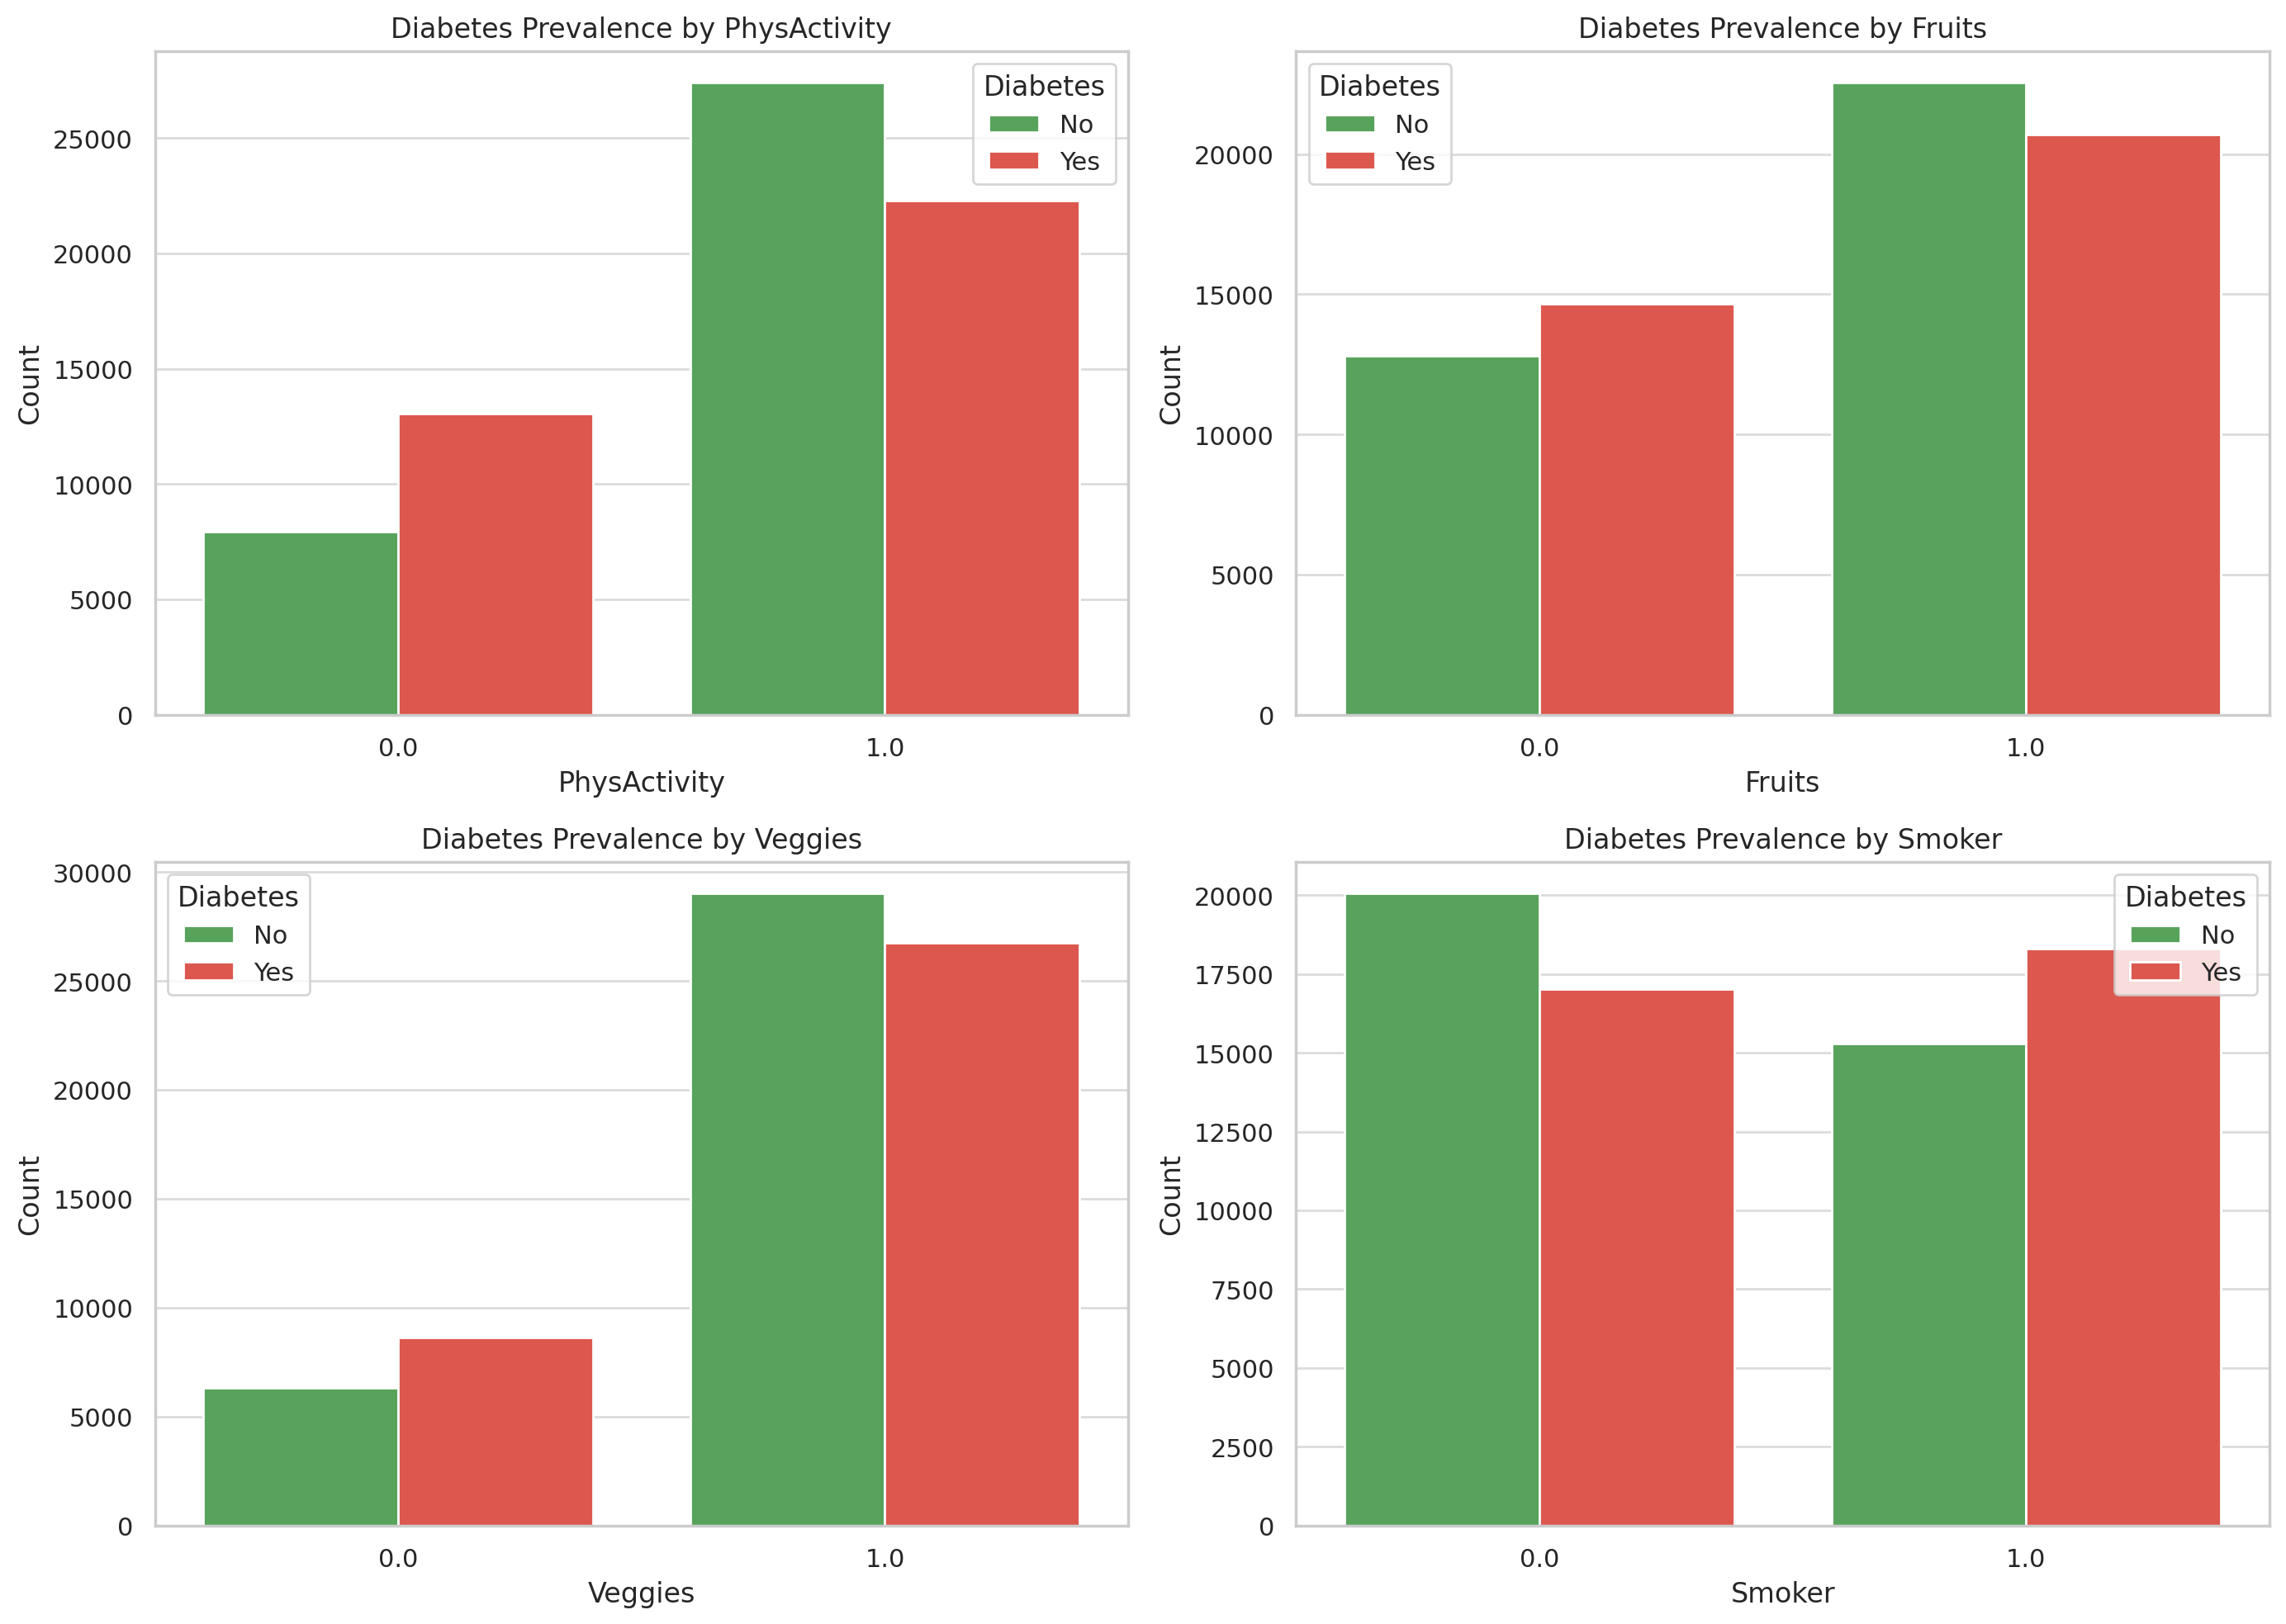 Diabetes Prevalence by PhysActivity
Diabetes
No
Yes
25000
20000
15000
10000
5000
0
Count
0.0 1.0
PhysActivity
Diabetes Prevalence by Fruits
Diabetes
No
Yes
20000
15000
10000
5000
0
Count
0.0 1.0
Fruits
Diabetes Prevalence by Veggies
Diabetes
No
Yes
30000
25000
20000
15000
10000
5000
0
Count
0.0 1.0
Veggies
Diabetes Prevalence by Smoker
Diabetes
No
Yes
20000
17500
15000
12500
10000
7500
5000
2500
0
Count
0.0 1.0
Smoker